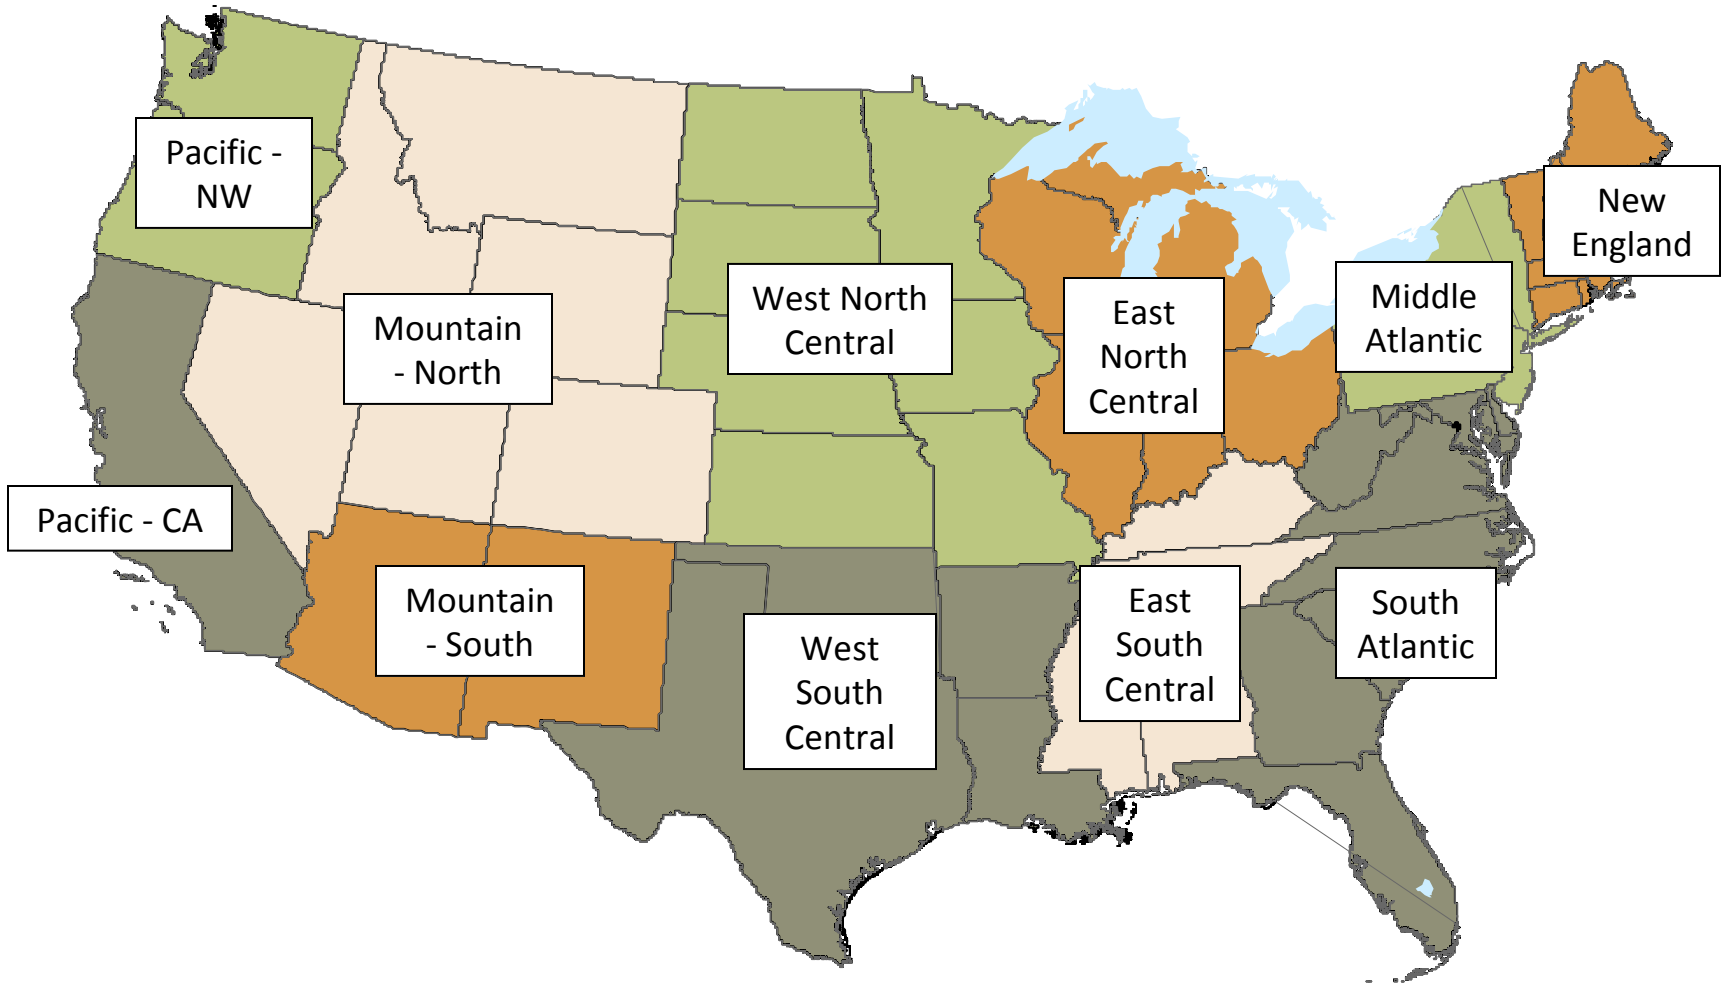 Pacific -
NW
New
England
West North
Central
Middle
Atlantic
East
North
Central
Mountain
- North
Pacific - CA
Mountain
- South
East
South
Central
South
Atlantic
West
South
Central